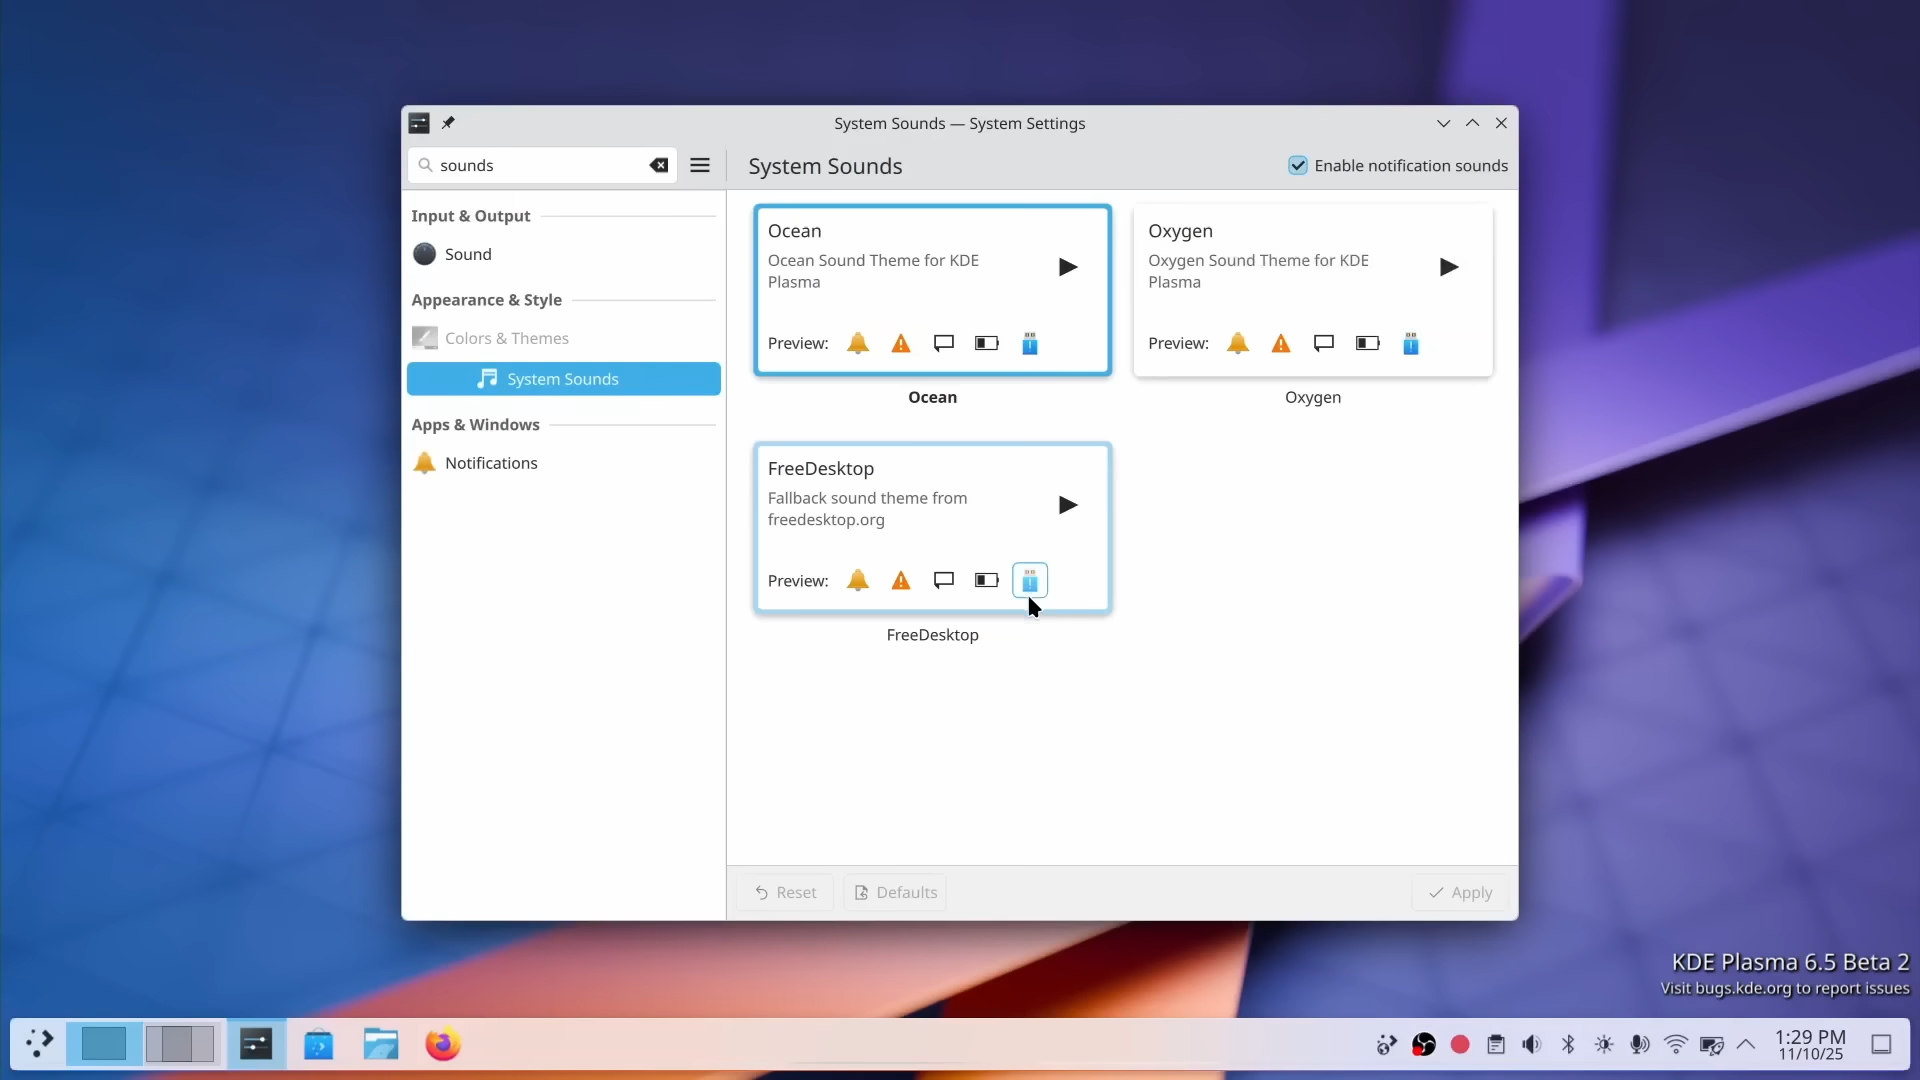 System Sounds — System Settings
sounds
System Sounds
Enable notification sounds
Input & Output
Sound
Appearance & Style
Colors & Themes
System Sounds
Apps & Windows
Notifications
Ocean
Ocean Sound Theme for KDE
Plasma
Preview:
Ocean
Oxygen
Oxygen Sound Theme for KDE
Plasma
Preview:
Oxygen
FreeDesktop
Fallback sound theme from
freedesktop.org
Preview:
FreeDesktop
Reset
Defaults
Apply
KDE Plasma 6.5 Beta 2
Visit bugs.kde.org to report issues
1:29 PM
11/10/25